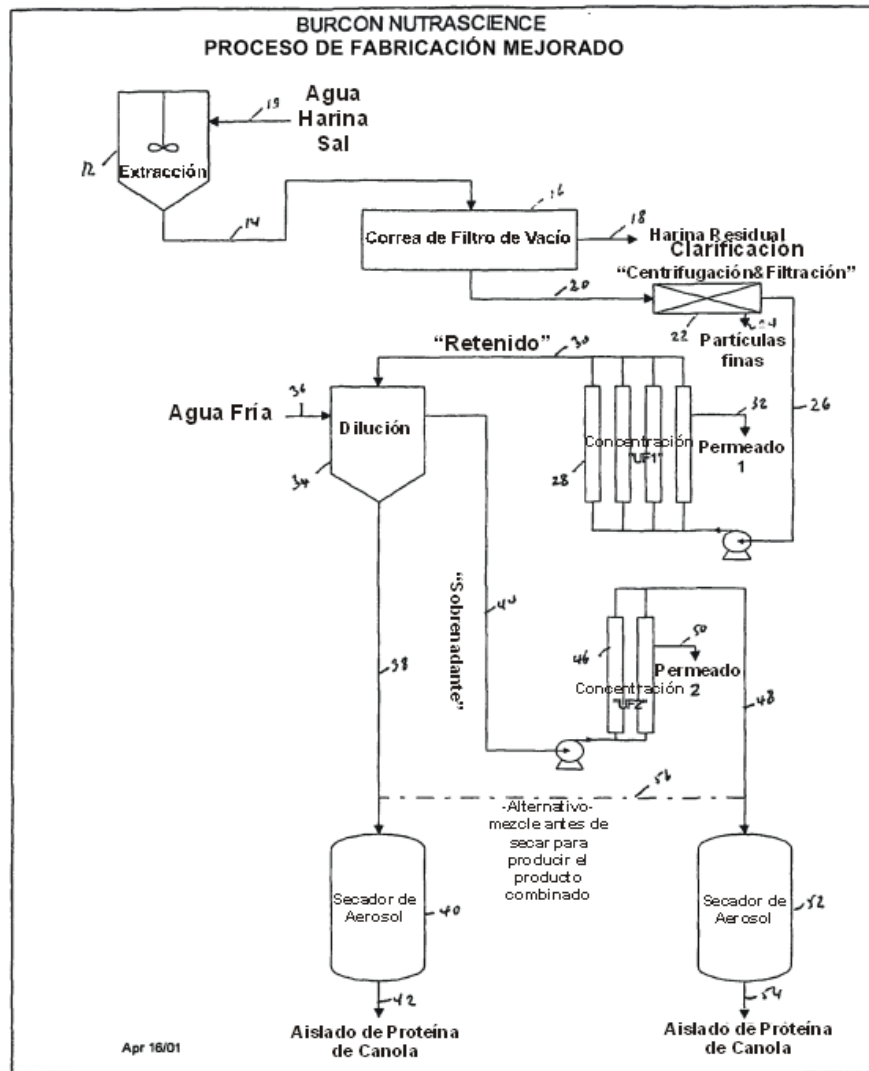 BURCON NUTRASCIENCE
PROCESO DE FABRICACIÓN MEJORADO
Agua
Harina
Sal
12
Extracción
14
16
Correa de Filtro de Vacío
18
Harina Residual
Clarificación
"Centrifugación&Filtración"
20
22
24
Partículas
finas
26
"Retenido"
30
36
Agua Fría
Dilución
34
Concentración
"UF1"
28
32
Permeado
1
38
"Sobrenadante"
44
46
50
Permeado
2
Concentración
"UF2"
48
56
-Alternativo-
mezcle antes de
secar para
producir el
producto
combinado
Secador de
Aerosol
40
42
Aislado de Proteína
de Canola
Secador de
Aerosol
52
54
Aislado de Proteína
de Canola
Apr 16/01